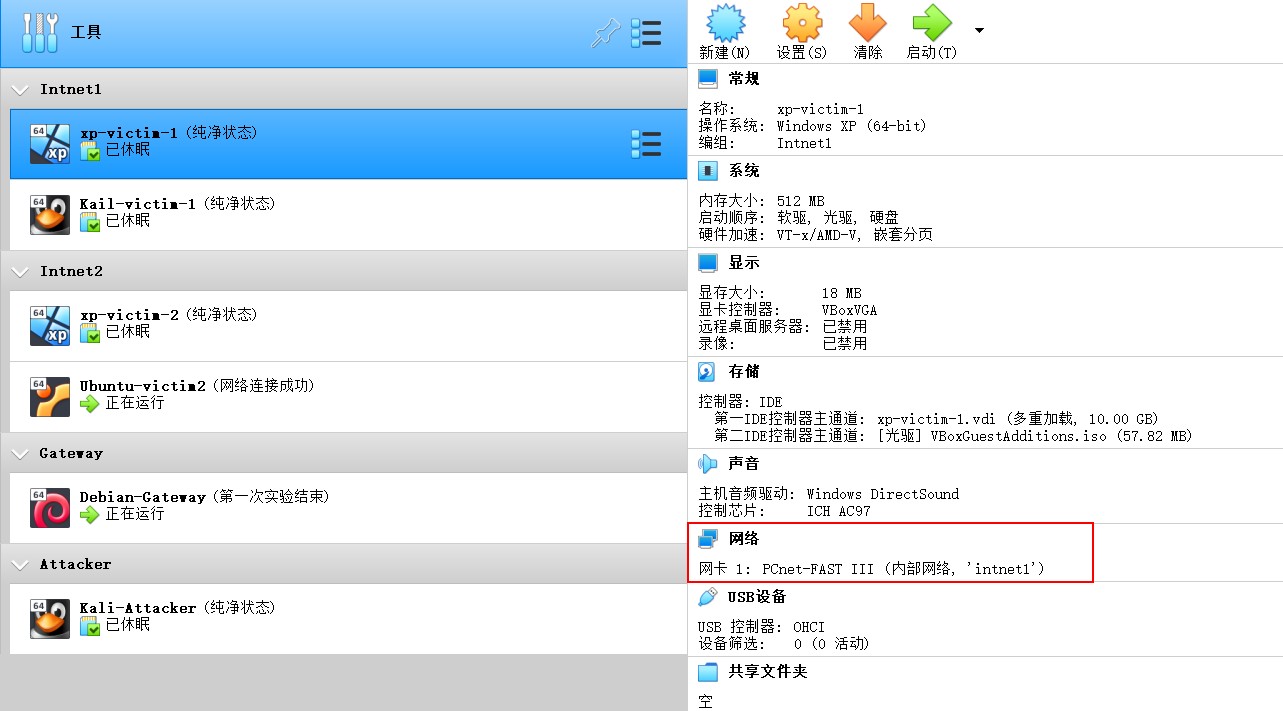 工具
Intnet1
64
xp
xp-victim-1 (纯净状态)
已休眠
64
Kail-victim-1 (纯净状态)
已休眠
Intnet2
64
xp
xp-victim-2 (纯净状态)
已休眠
64
Ubuntu-victim2 (网络连接成功)
正在运行
Gateway
64
Debian-Gateway (第一次实验结束)
正在运行
Attacker
64
Kali-Attacker (纯净状态)
已休眠
新建(N) 设置(S) 清除 启动(T)
常规
名称: xp-victim-1
操作系统: Windows XP (64-bit)
编组: Intnet1
系统
内存大小: 512 MB
启动顺序: 软驱, 光驱, 硬盘
硬件加速: VT-x/AMD-V, 嵌套分页
显示
显存大小: 18 MB
显卡控制器: VBoxVGA
远程桌面服务器: 已禁用
录像: 已禁用
存储
控制器: IDE
第一IDE控制器主通道: xp-victim-1.vdi (多重加载, 10.00 GB)
第二IDE控制器主通道: [光驱] VBoxGuestAdditions.iso (57.82 MB)
声音
主机音频驱动: Windows DirectSound
控制芯片: ICH AC97
网络
网卡 1: PCnet-FAST III (内部网络, 'intnet1')
USB设备
USB 控制器: OHCI
设备筛选: 0 (0 活动)
共享文件夹
空